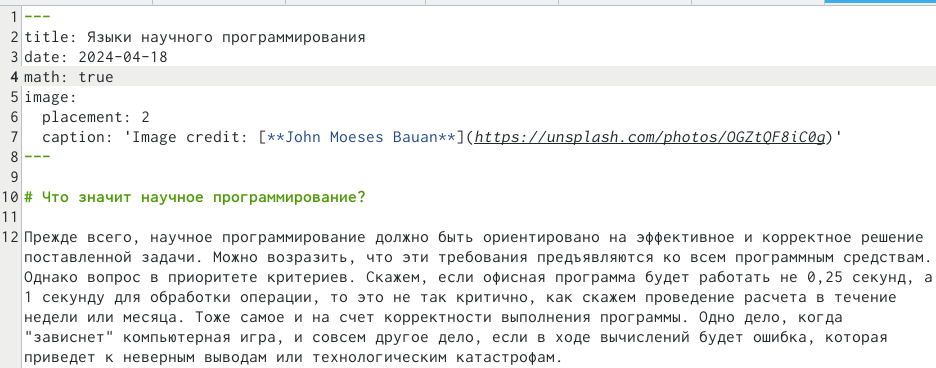 1 ---
2 title: Языки научного программирования
3 date: 2024-04-18
4 math: true
5 image:
6   placement: 2
7   caption: 'Image credit: [**John Moeses Bauan**](https://unsplash.com/photos/OGZtQF8iC0g)'
8 ---
9
10 # Что значит научное программирование?
11
12 Прежде всего, научное программирование должно быть ориентировано на эффективное и корректное решение
поставленной задачи. Можно возразить, что эти требования предъявляются ко всем программным средствам.
Однако вопрос в приоритете критериев. Скажем, если офисная программа будет работать не 0,25 секунд, а
1 секунду для обработки операции, то это не так критично, как скажем проведение расчета в течение
недели или месяца. Тоже самое и на счет корректности выполнения программы. Одно дело, когда
"зависнет" компьютерная игра, и совсем другое дело, если в ходе вычислений будет ошибка, которая
приведет к неверным выводам или технологическим катастрофам.